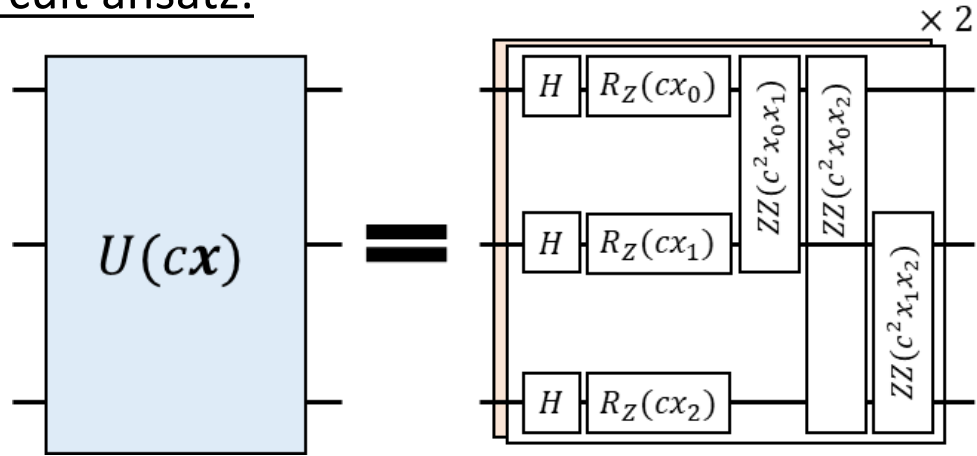 cuit ansatz:
× 2
U(cx)
=
H R_Z(cx_0)
ZZ(c^2x_0x_1)
ZZ(c^2x_0x_2)
H R_Z(cx_1)
ZZ(c^2x_1x_2)
H R_Z(cx_2)